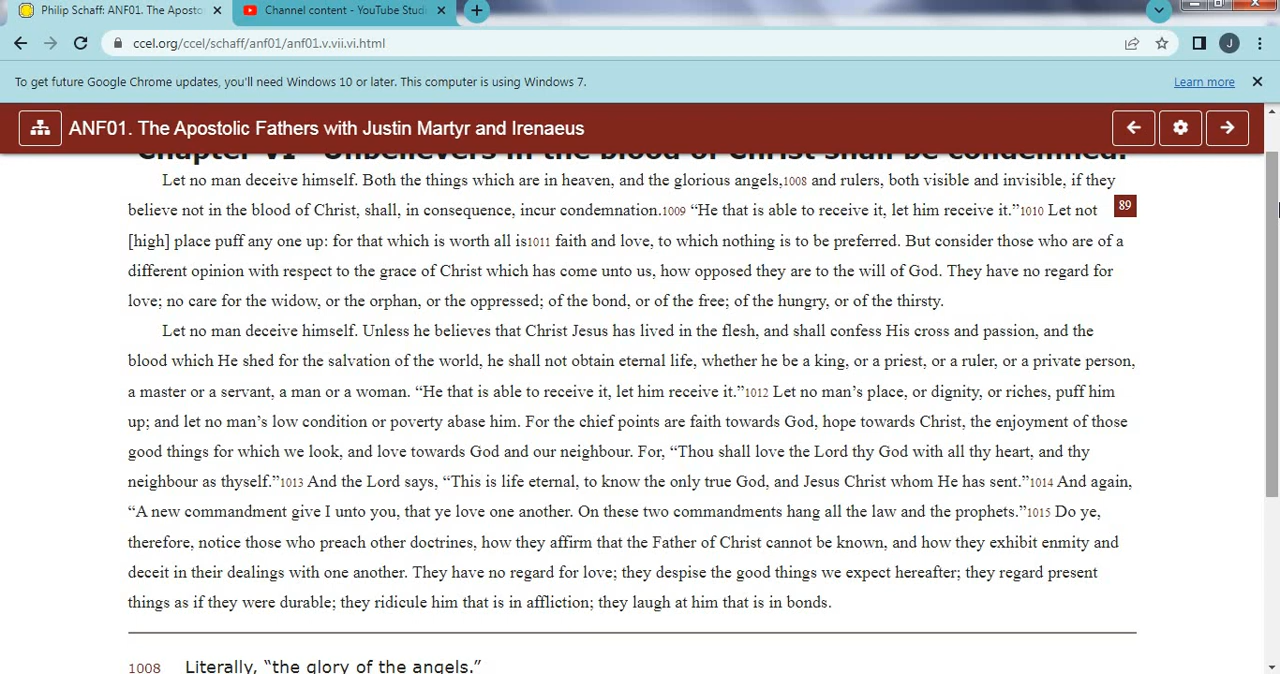 Philip Schaff: ANF01. The Aposto
Channel content - YouTube Studi
ccel.org/ccel/schaff/anf01/anf01.v.vii.vi.html
J
To get future Google Chrome updates, you'll need Windows 10 or later. This computer is using Windows 7.
Learn more
ANF01. The Apostolic Fathers with Justin Martyr and Irenaeus
Chapter VI Unbelievers in the blood of Christ shall be condemned.
Let no man deceive himself. Both the things which are in heaven, and the glorious angels,1008 and rulers, both visible and invisible, if they
believe not in the blood of Christ, shall, in consequence, incur condemnation.1009 “He that is able to receive it, let him receive it.”1010 Let not
89
[high] place puff any one up: for that which is worth all is1011 faith and love, to which nothing is to be preferred. But consider those who are of a
different opinion with respect to the grace of Christ which has come unto us, how opposed they are to the will of God. They have no regard for
love; no care for the widow, or the orphan, or the oppressed; of the bond, or of the free; of the hungry, or of the thirsty.
Let no man deceive himself. Unless he believes that Christ Jesus has lived in the flesh, and shall confess His cross and passion, and the
blood which He shed for the salvation of the world, he shall not obtain eternal life, whether he be a king, or a priest, or a ruler, or a private person,
a master or a servant, a man or a woman. “He that is able to receive it, let him receive it.”1012 Let no man’s place, or dignity, or riches, puff him
up; and let no man’s low condition or poverty abase him. For the chief points are faith towards God, hope towards Christ, the enjoyment of those
good things for which we look, and love towards God and our neighbour. For, “Thou shall love the Lord thy God with all thy heart, and thy
neighbour as thyself.”1013 And the Lord says, “This is life eternal, to know the only true God, and Jesus Christ whom He has sent.”1014 And again,
“A new commandment give I unto you, that ye love one another. On these two commandments hang all the law and the prophets.”1015 Do ye,
therefore, notice those who preach other doctrines, how they affirm that the Father of Christ cannot be known, and how they exhibit enmity and
deceit in their dealings with one another. They have no regard for love; they despise the good things we expect hereafter; they regard present
things as if they were durable; they ridicule him that is in affliction; they laugh at him that is in bonds.
1008 Literally, “the glory of the angels.”